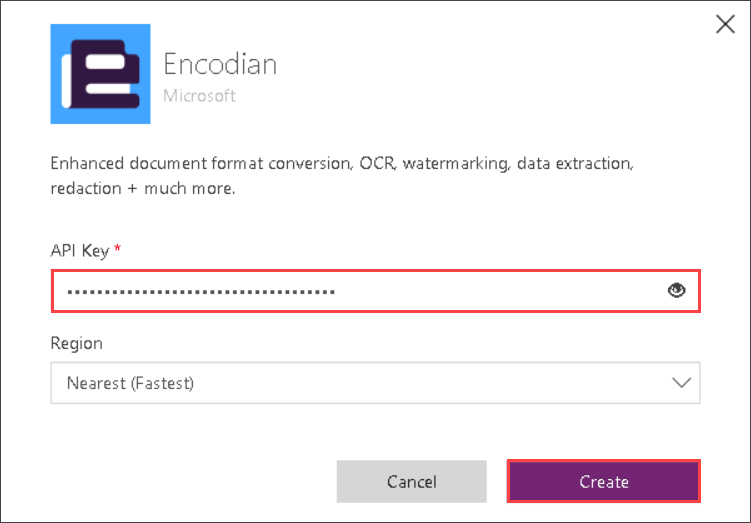 Encodian
Microsoft
Enhanced document format conversion, OCR, watermarking, data extraction,
redaction + much more.
API Key *
••••••••••••••••••••••••••••••••••••
Region
Nearest (Fastest)
Cancel
Create